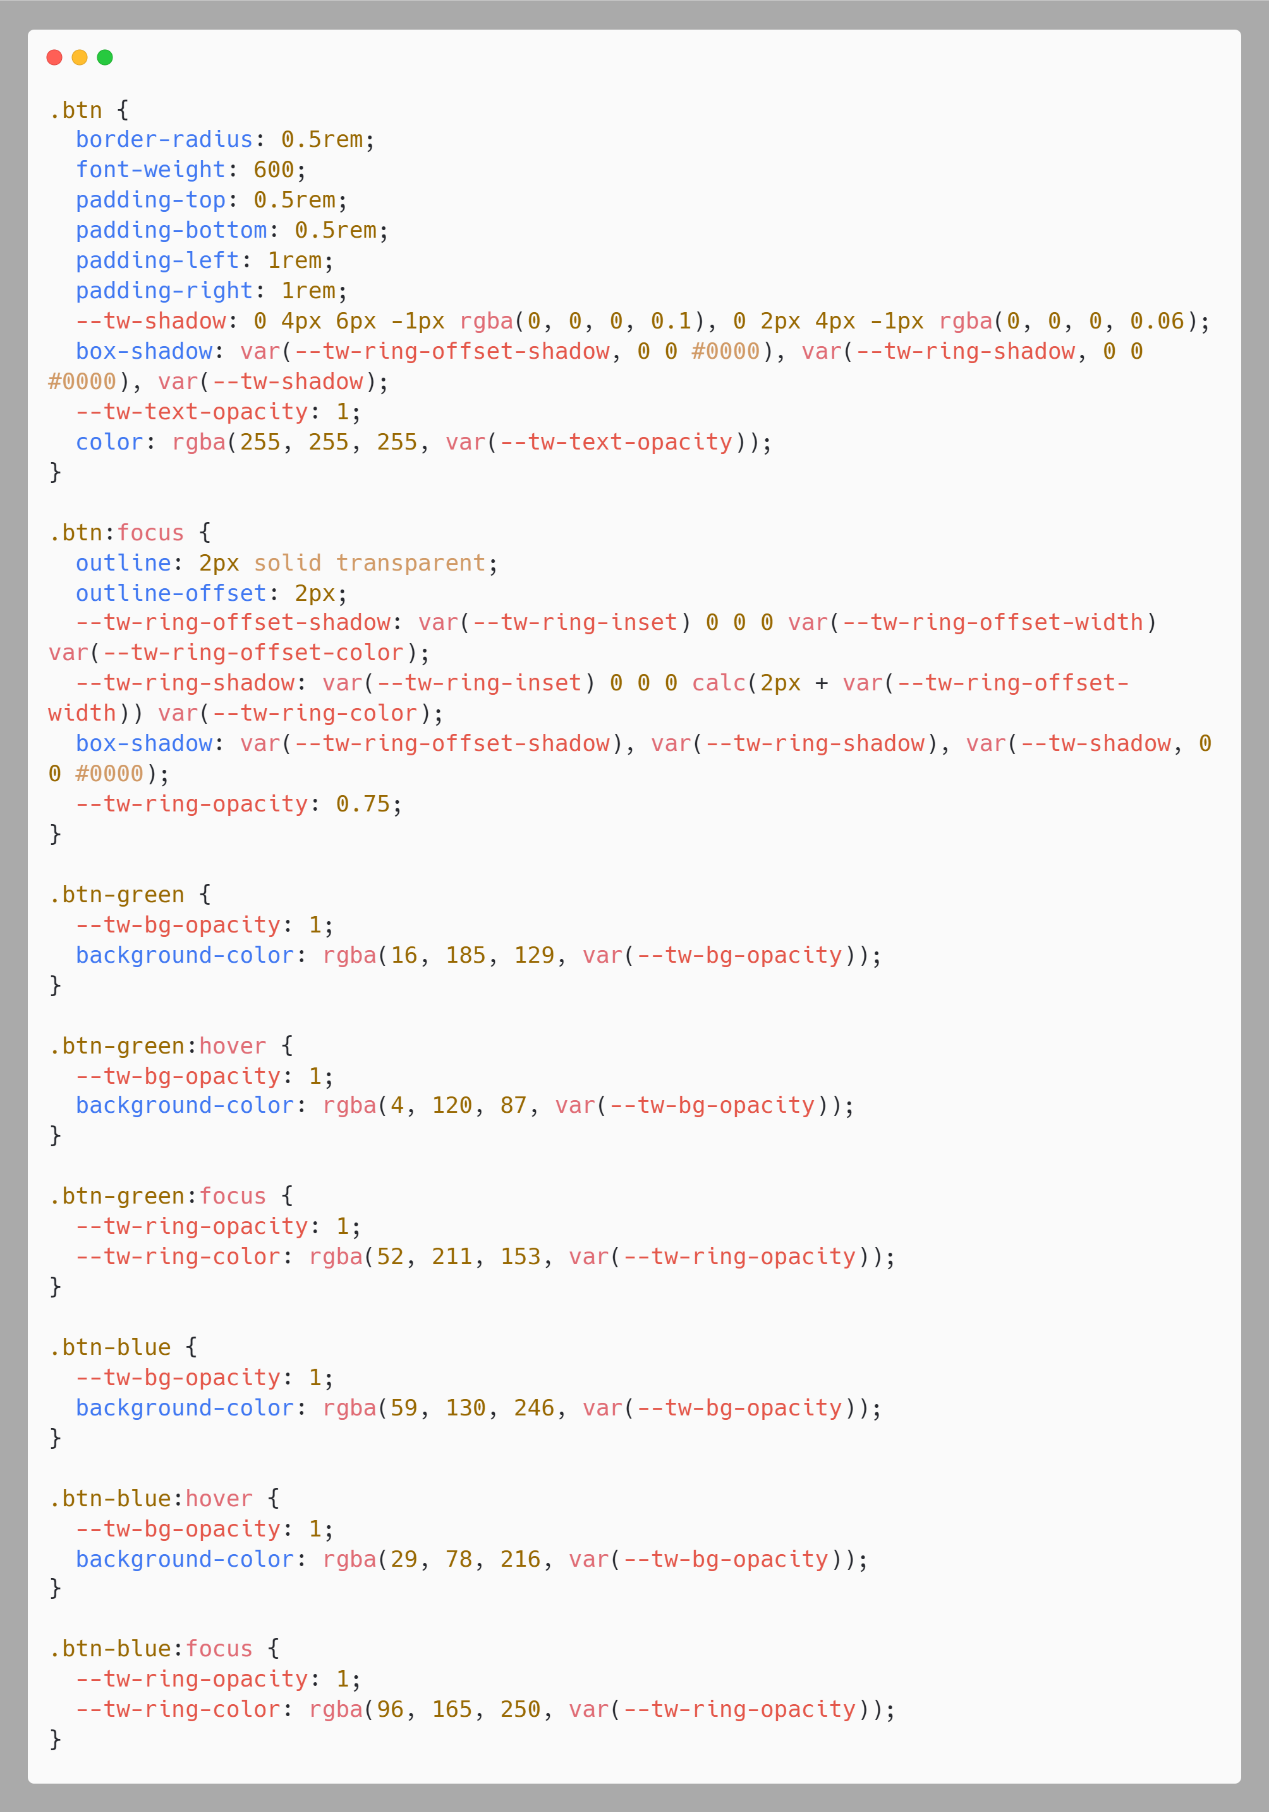 .btn {
  border-radius: 0.5rem;
  font-weight: 600;
  padding-top: 0.5rem;
  padding-bottom: 0.5rem;
  padding-left: 1rem;
  padding-right: 1rem;
  --tw-shadow: 0 4px 6px -1px rgba(0, 0, 0, 0.1), 0 2px 4px -1px rgba(0, 0, 0, 0.06);
  box-shadow: var(--tw-ring-offset-shadow, 0 0 #0000), var(--tw-ring-shadow, 0 0
#0000), var(--tw-shadow);
  --tw-text-opacity: 1;
  color: rgba(255, 255, 255, var(--tw-text-opacity));
}

.btn:focus {
  outline: 2px solid transparent;
  outline-offset: 2px;
  --tw-ring-offset-shadow: var(--tw-ring-inset) 0 0 0 var(--tw-ring-offset-width)
var(--tw-ring-offset-color);
  --tw-ring-shadow: var(--tw-ring-inset) 0 0 0 calc(2px + var(--tw-ring-offset-
width)) var(--tw-ring-color);
  box-shadow: var(--tw-ring-offset-shadow), var(--tw-ring-shadow), var(--tw-shadow, 0
0 #0000);
  --tw-ring-opacity: 0.75;
}

.btn-green {
  --tw-bg-opacity: 1;
  background-color: rgba(16, 185, 129, var(--tw-bg-opacity));
}

.btn-green:hover {
  --tw-bg-opacity: 1;
  background-color: rgba(4, 120, 87, var(--tw-bg-opacity));
}

.btn-green:focus {
  --tw-ring-opacity: 1;
  --tw-ring-color: rgba(52, 211, 153, var(--tw-ring-opacity));
}

.btn-blue {
  --tw-bg-opacity: 1;
  background-color: rgba(59, 130, 246, var(--tw-bg-opacity));
}

.btn-blue:hover {
  --tw-bg-opacity: 1;
  background-color: rgba(29, 78, 216, var(--tw-bg-opacity));
}

.btn-blue:focus {
  --tw-ring-opacity: 1;
  --tw-ring-color: rgba(96, 165, 250, var(--tw-ring-opacity));
}